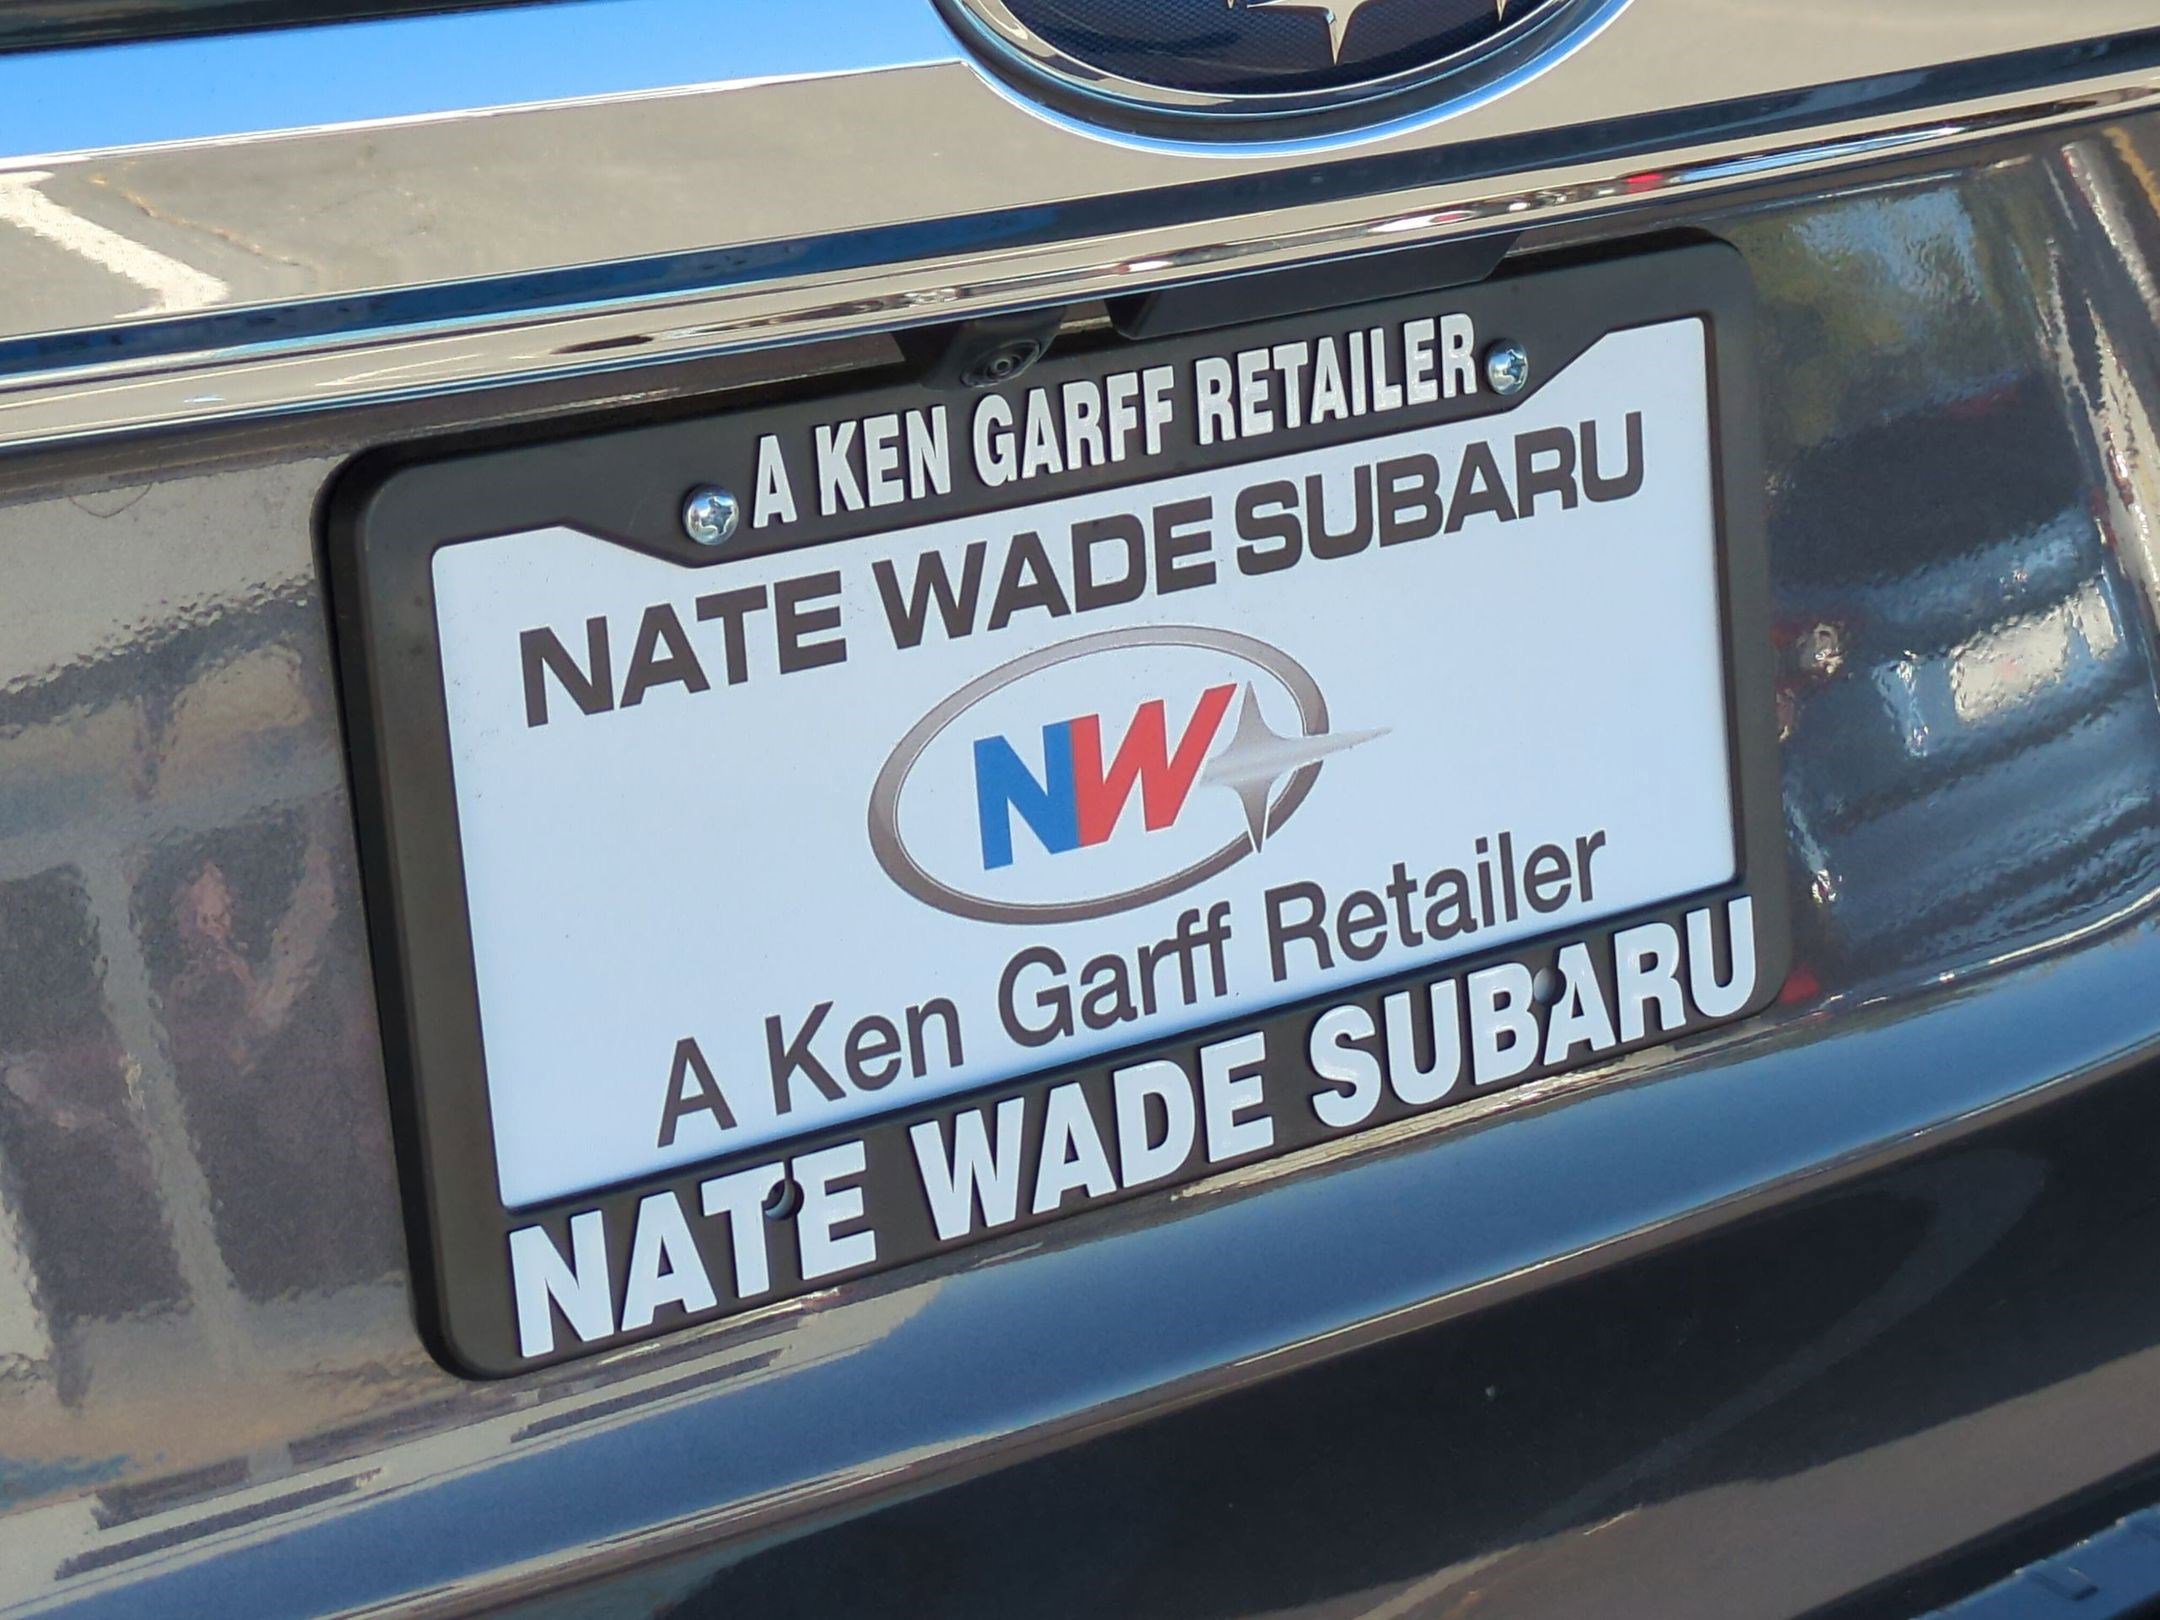 A KEN GARFF RETAILER
NATE WADE SUBARU
NW
A Ken Garff Retailer
NATE WADE SUBARU